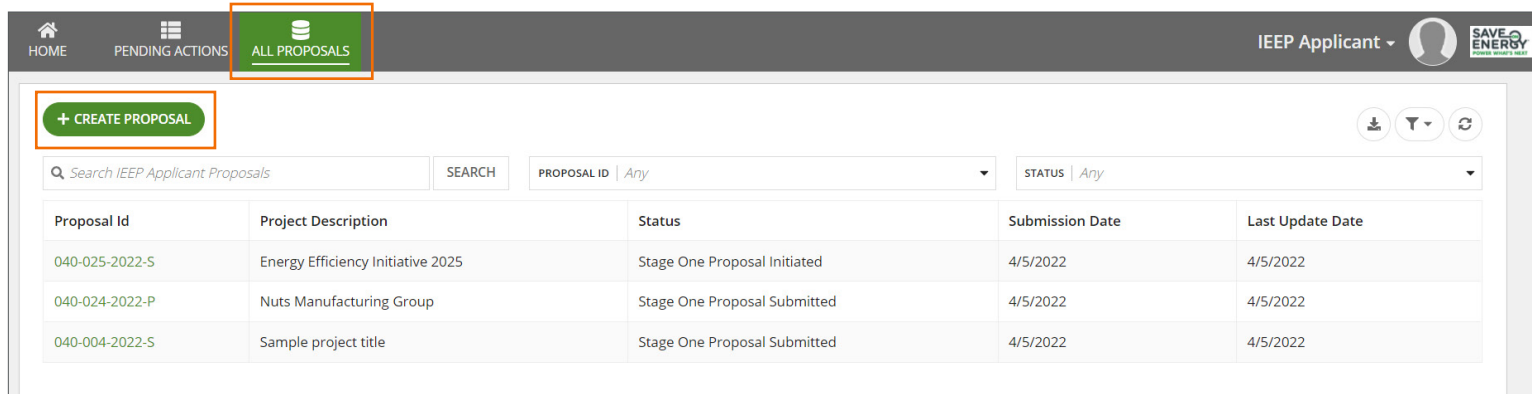 HOME
PENDING ACTIONS
ALL PROPOSALS
IEEP Applicant
SAVE ON
ENERGY
POWER WHAT'S NEXT
+ CREATE PROPOSAL
Search IEEP Applicant Proposals
SEARCH
PROPOSAL ID | Any
STATUS | Any
Proposal Id Project Description Status Submission Date Last Update Date
040-025-2022-S Energy Efficiency Initiative 2025 Stage One Proposal Initiated 4/5/2022 4/5/2022
040-024-2022-P Nuts Manufacturing Group Stage One Proposal Submitted 4/5/2022 4/5/2022
040-004-2022-S Sample project title Stage One Proposal Submitted 4/5/2022 4/5/2022